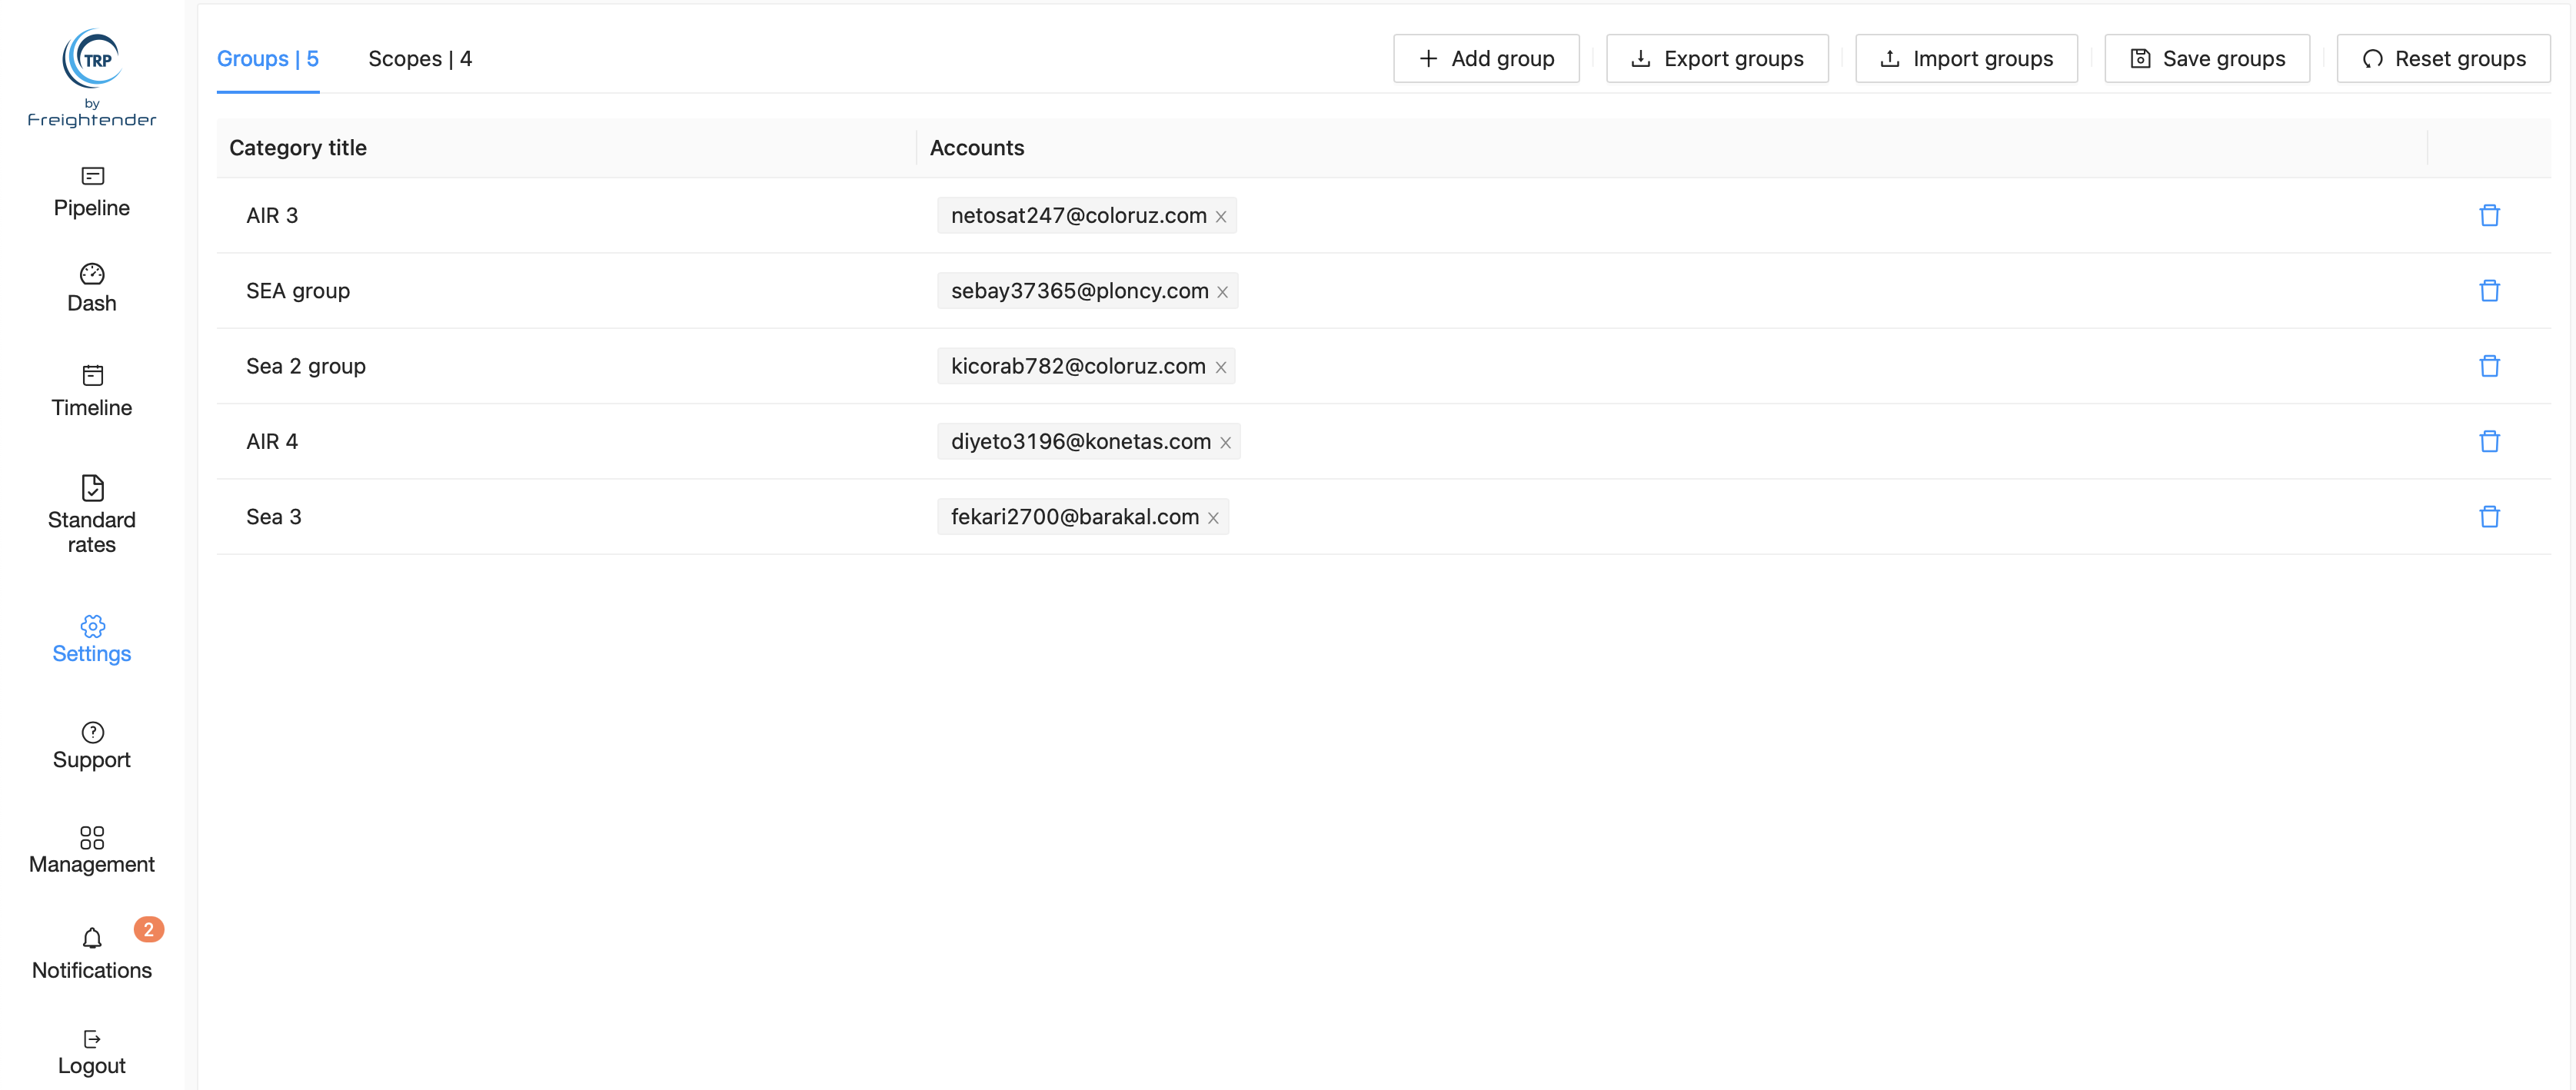 TRP
by
Freightender
Pipeline
Dash
Timeline
Standard
rates
Settings
Support
Management
2
Notifications
Logout
Groups | 5
Scopes | 4
Add group
Export groups
Import groups
Save groups
Reset groups
Category title
Accounts
AIR 3
netosat247@coloruz.com
SEA group
sebay37365@ploncy.com
Sea 2 group
kicorab782@coloruz.com
AIR 4
diyeto3196@konetas.com
Sea 3
fekari2700@barakal.com